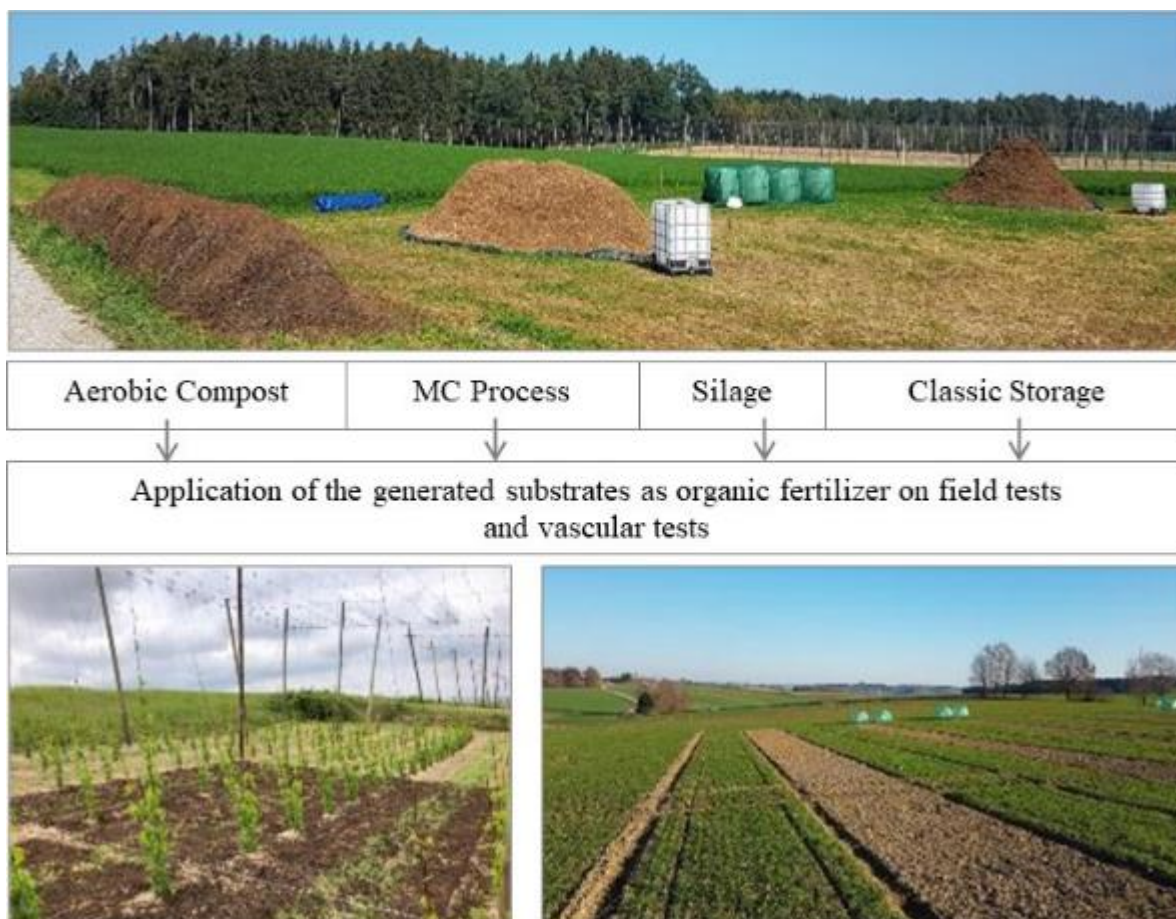 Aerobic Compost
MC Process
Silage
Classic Storage
Application of the generated substrates as organic fertilizer on field tests
and vascular tests